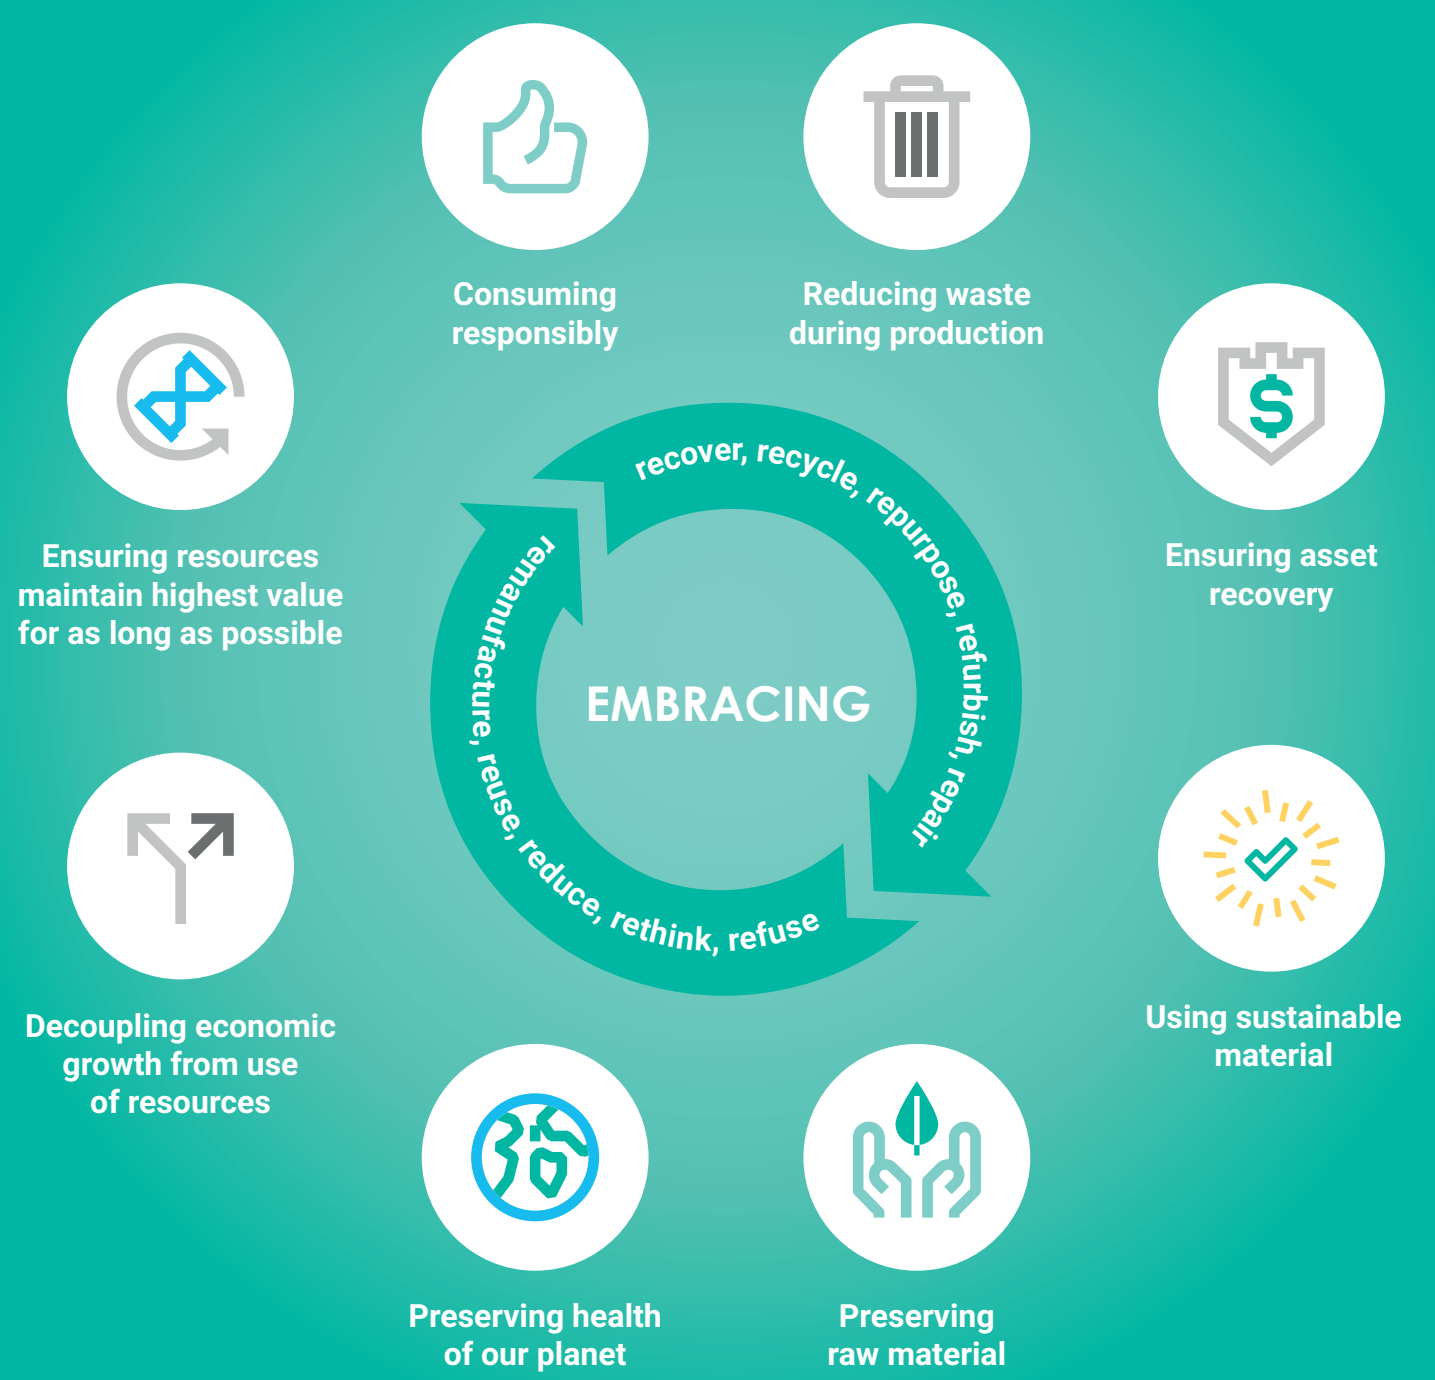 Consuming
responsibly
Reducing waste
during production
Ensuring resources
maintain highest value
for as long as possible
Ensuring asset
recovery
recover, recycle, repurpose, refurbish, repair
remanufacture, reuse, reduce, rethink, refuse
EMBRACING
Decoupling economic
growth from use
of resources
Using sustainable
material
Preserving health
of our planet
Preserving
raw material